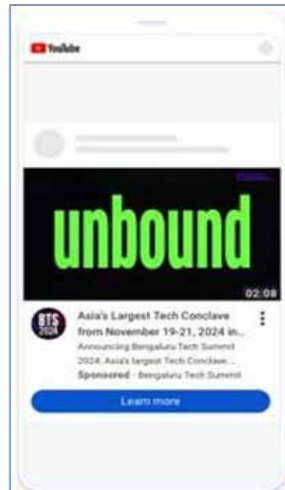 YouTube
unbound
02:08
BTS
2024
Asia's Largest Tech Conclave
from November 19-21, 2024 in...
Announcing Bengaluru Tech Summit
2024: Asia's largest Tech Conclave...
Sponsored · Bengaluru Tech Summit
Learn more